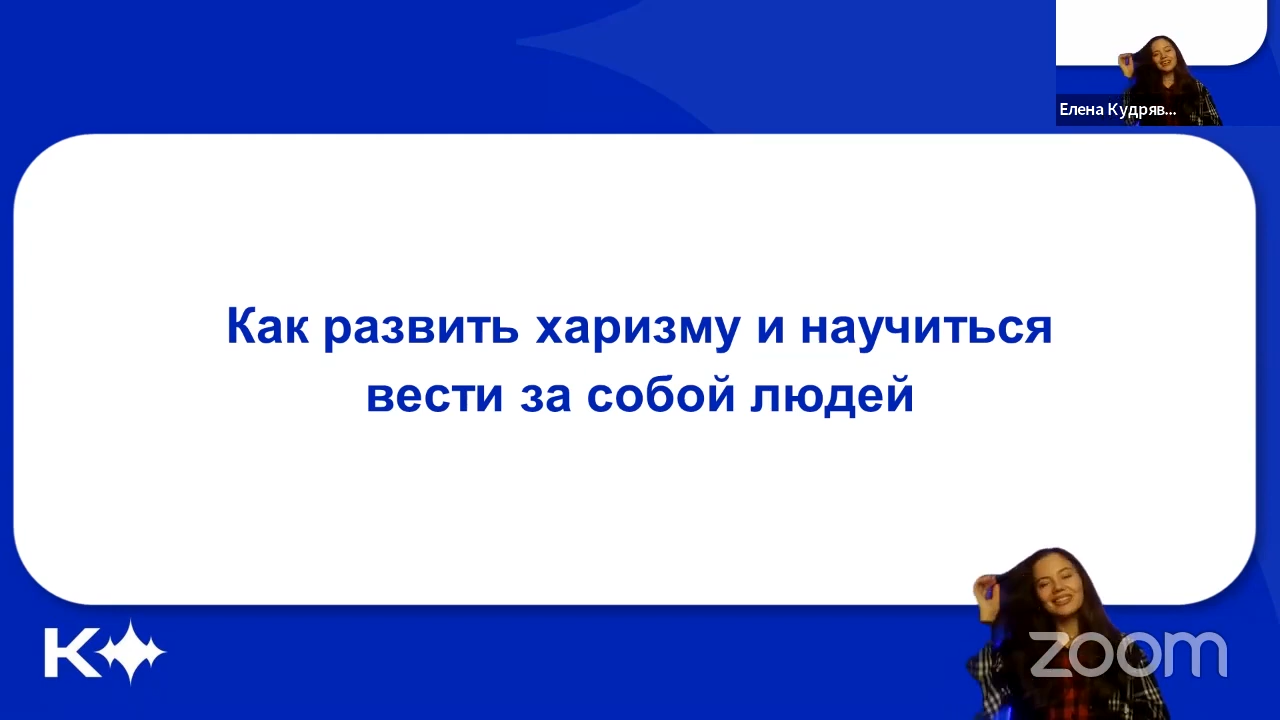 Елена Кудряв...
Как развить харизму и научиться
вести за собой людей
К
zoom